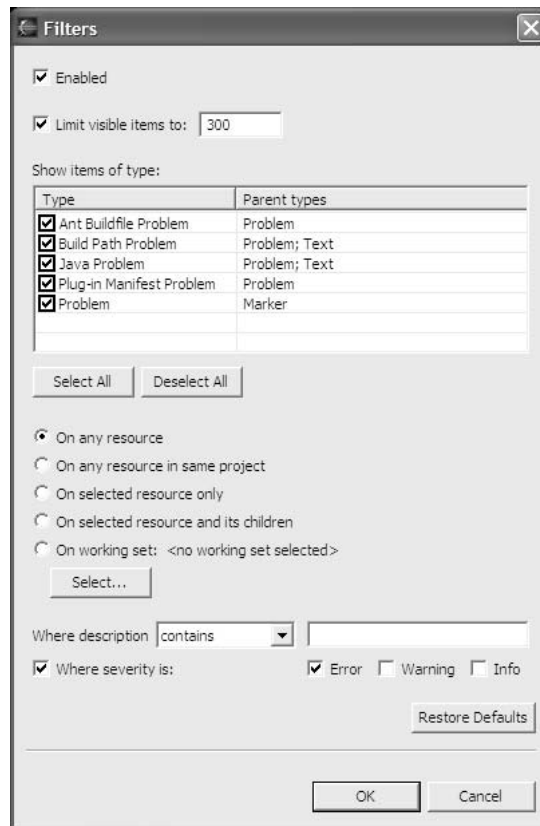 Filters
Enabled
Limit visible items to: 300
Show items of type:
Type Parent types
Ant Buildfile Problem Problem
Build Path Problem Problem; Text
Java Problem Problem; Text
Plug-in Manifest Problem Problem
Problem Marker
Select All Deselect All
On any resource
On any resource in same project
On selected resource only
On selected resource and its children
On working set: <no working set selected>
Select...
Where description contains
Where severity is: Error Warning Info
Restore Defaults
OK Cancel